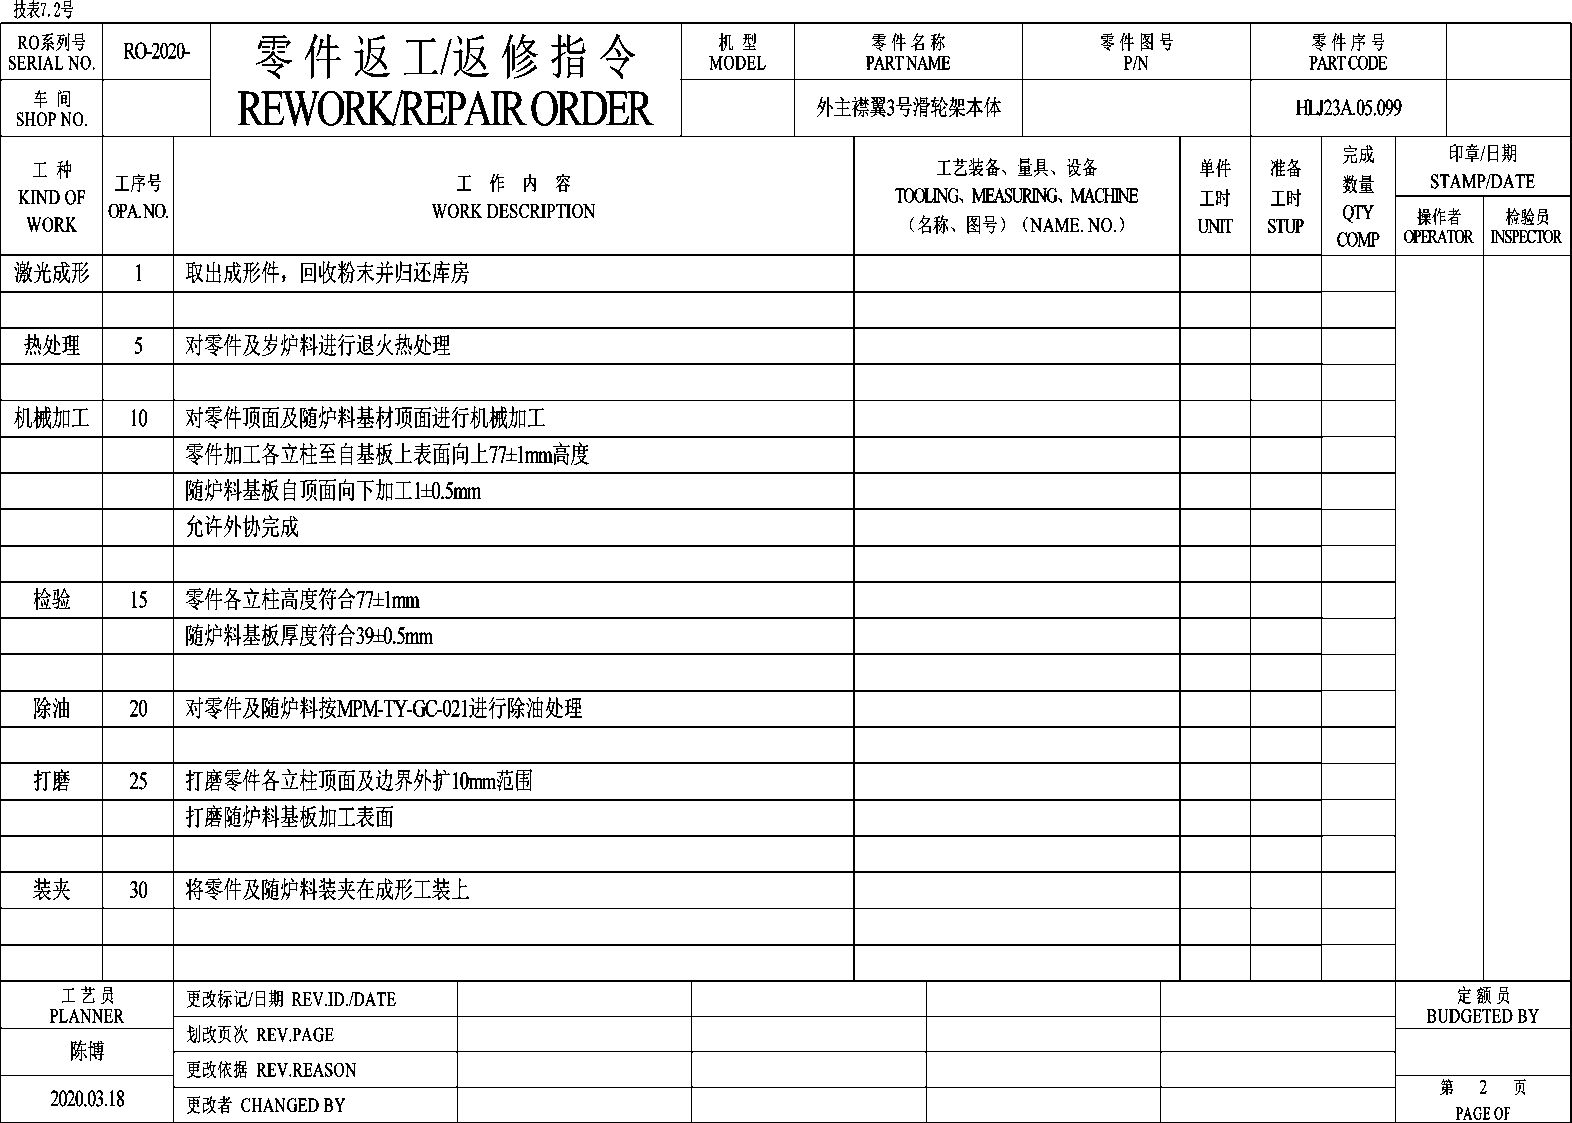 技表7.2号
RO系列号
SERIAL NO.
RO-2020-
零件返工/返修指令
REWORK/REPAIR ORDER
机 型
MODEL
零件名称
PART NAME
零件图号
P/N
零件序号
PART CODE
车 间
SHOP NO.
外主襟翼3号滑轮架本体
HLJ23A.05.099
工 种
KIND OF
WORK
工序号
OPA.NO.
工 作 内 容
WORK DESCRIPTION
工艺装备、量具、设备
TOOLING、MEASURING、MACHINE
（名称、图号）（NAME. NO.）
单件
工时
UNIT
准备
工时
STUP
完成
数量
QTY
COMP
印章/日期
STAMP/DATE
操作者
OPERATOR
检验员
INSPECTOR
激光成形 1 取出成形件，回收粉末并归还库房
热处理 5 对零件及岁炉料进行退火热处理
机械加工 10 对零件顶面及随炉料基材顶面进行机械加工
零件加工各立柱至自基板上表面向上77±1mm高度
随炉料基板自顶面向下加工1±0.5mm
允许外协完成
检验 15 零件各立柱高度符合77±1mm
随炉料基板厚度符合39±0.5mm
除油 20 对零件及随炉料按MPM-TY-GC-021进行除油处理
打磨 25 打磨零件各立柱顶面及边界外扩10mm范围
打磨随炉料基板加工表面
装夹 30 将零件及随炉料装夹在成形工装上
工艺员
PLANNER
陈博
2020.03.18
更改标记/日期 REV.ID./DATE
划改页次 REV.PAGE
更改依据 REV.REASON
更改者 CHANGED BY
定额员
BUDGETED BY
第 2 页
PAGE OF